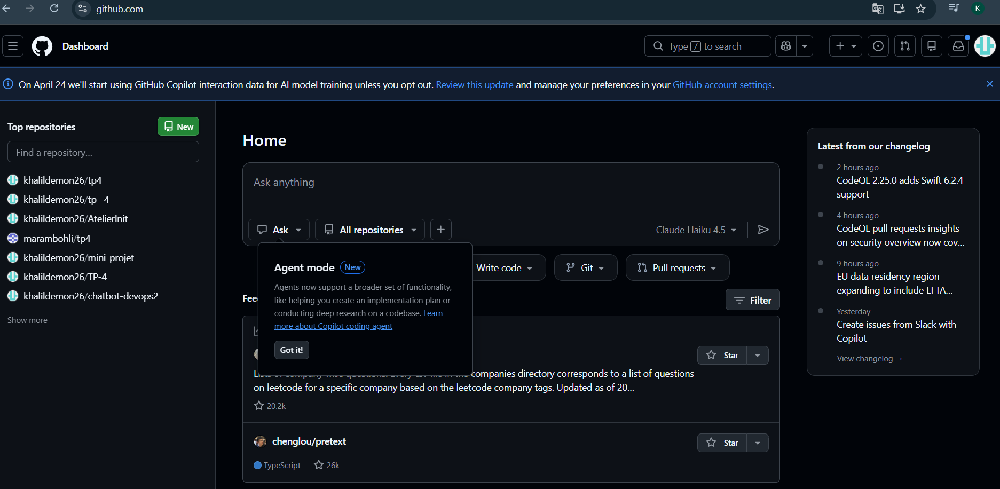 github.com
K
Dashboard
Type / to search
On April 24 we'll start using GitHub Copilot interaction data for AI model training unless you opt out. Review this update and manage your preferences in your GitHub account settings.
Top repositories
New
Find a repository...
khalildemon26/tp4
khalildemon26/tp--4
khalildemon26/AtelierInit
marambohli/tp4
khalildemon26/mini-projet
khalildemon26/TP-4
khalildemon26/chatbot-devops2
Show more
Home
Ask anything
Ask
All repositories
Claude Haiku 4.5
Agent mode New
Agents now support a broader set of functionality,
like helping you create an implementation plan or
conducting deep research on a codebase. Learn
more about Copilot coding agent
Got it!
Write code
Git
Pull requests
Filter
Star
companies directory corresponds to a list of questions
on leetcode for a specific company based on the leetcode company tags. Updated as of 20...
20.2k
chenglou/pretext
Star
TypeScript
26k
Latest from our changelog
2 hours ago
CodeQL 2.25.0 adds Swift 6.2.4
support
4 hours ago
CodeQL pull requests insights
on security overview now cov...
9 hours ago
EU data residency region
expanding to include EFTA...
Yesterday
Create issues from Slack with
Copilot
View changelog →